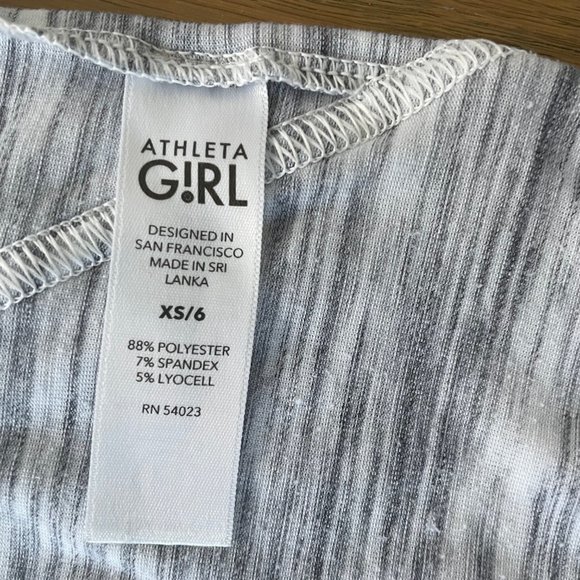 ATHLETA
G!RL
DESIGNED IN
SAN FRANCISCO
MADE IN SRI
LANKA
XS/6
88% POLYESTER
7% SPANDEX
5% LYOCELL
RN 54023